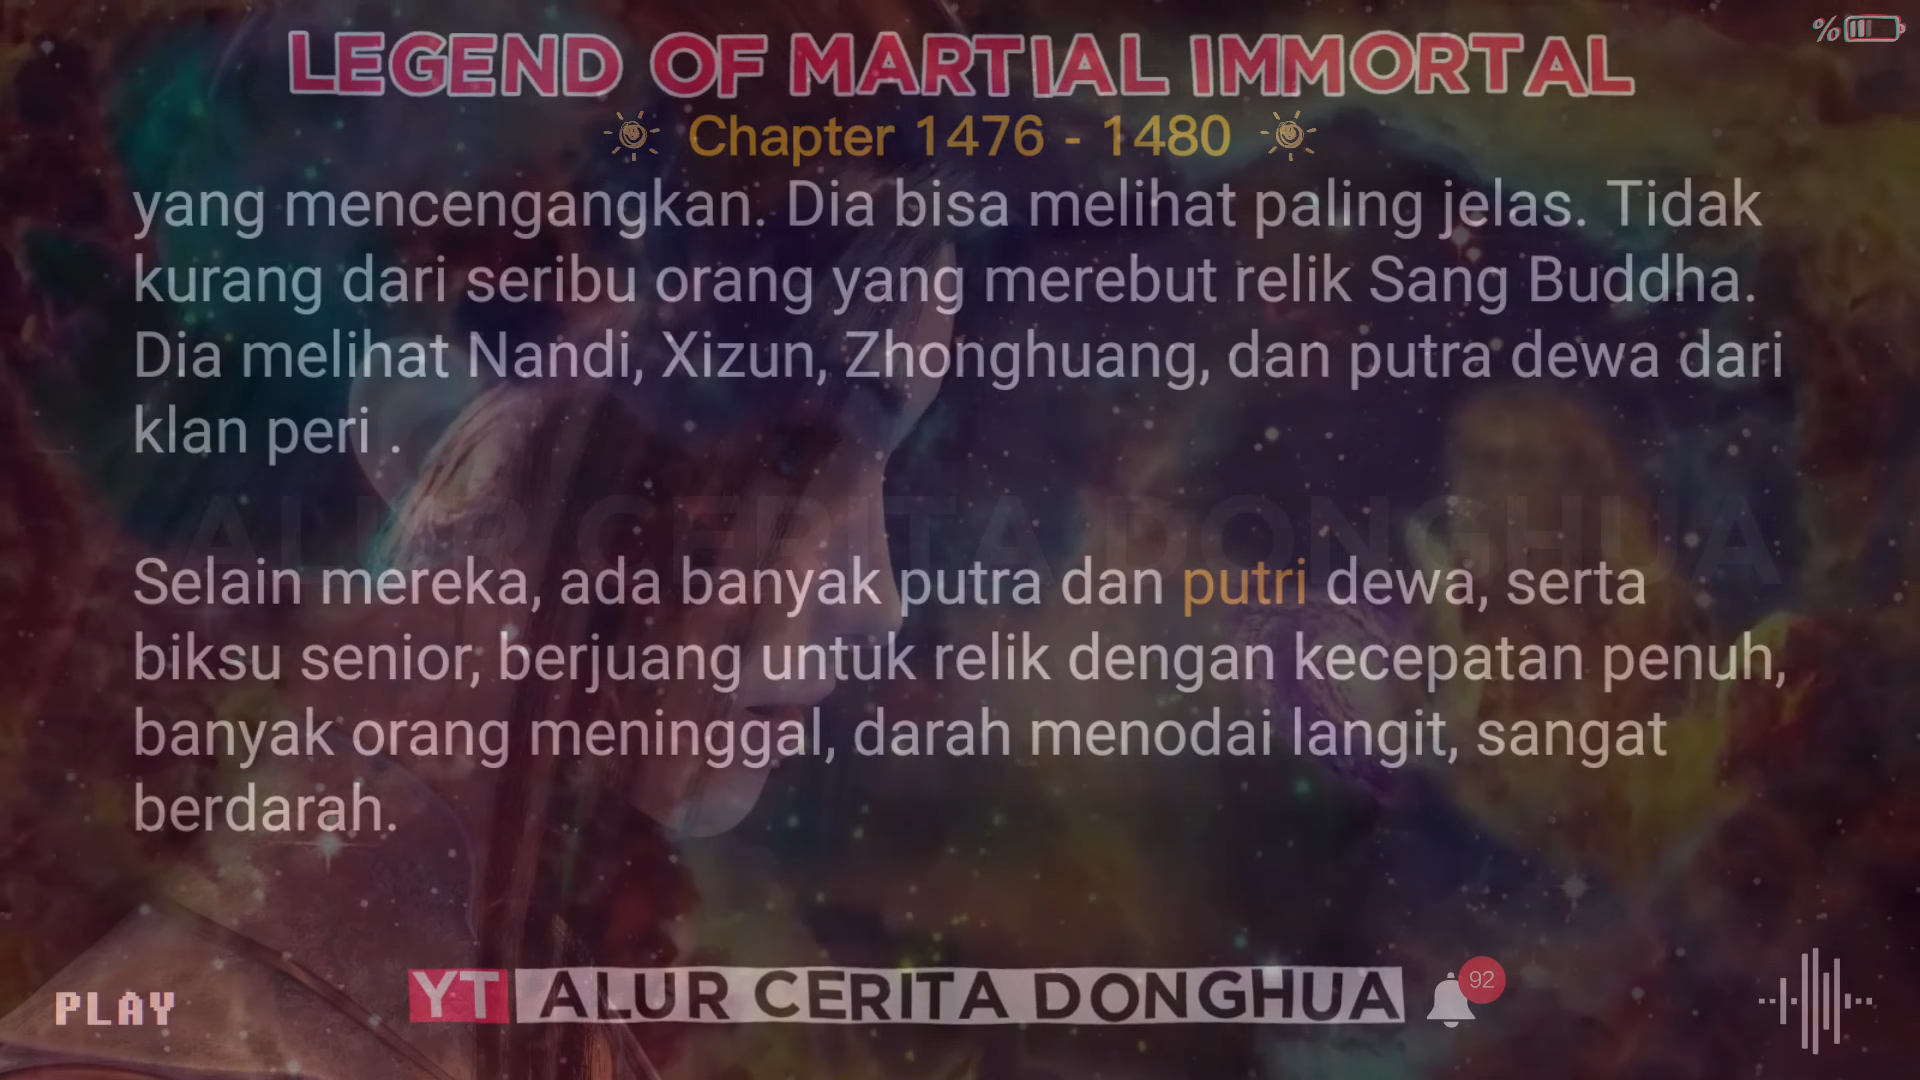 LEGEND OF MARTIAL IMMORTAL
%
Chapter 1476 - 1480
yang mencengangkan. Dia bisa melihat paling jelas. Tidak
kurang dari seribu orang yang merebut relik Sang Buddha.
Dia melihat Nandi, Xizun, Zhonghuang, dan putra dewa dari
klan peri .
ALUR CERITA DONGHUA
Selain mereka, ada banyak putra dan putri dewa, serta
biksu senior, berjuang untuk relik dengan kecepatan penuh,
banyak orang meninggal, darah menodai langit, sangat
berdarah.
PLAY
YT ALUR CERITA DONGHUA
92